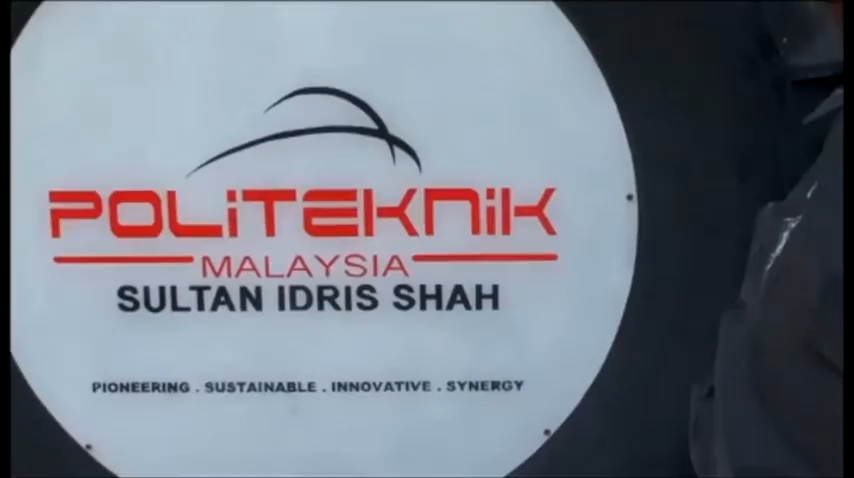 POLiTEKNiK
MALAYSIA
SULTAN IDRIS SHAH
PIONEERING . SUSTAINABLE . INNOVATIVE . SYNERGY